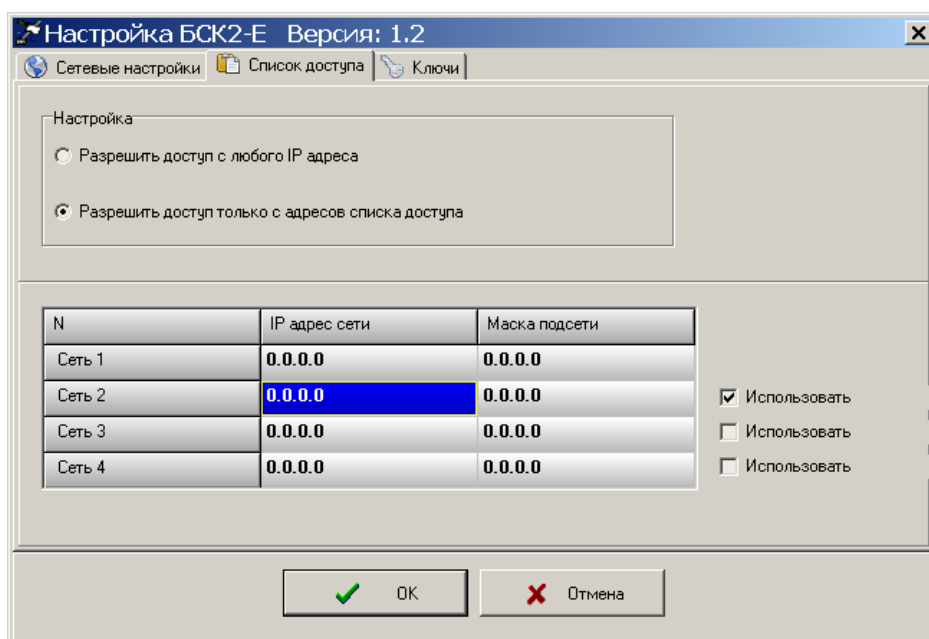 Настройка БСК2-Е Версия: 1.2
Сетевые настройки Список доступа Ключи
Настройка
Разрешить доступ с любого IP адреса
Разрешить доступ только с адресов списка доступа
N IP адрес сети Маска подсети
Сеть 1 0.0.0.0 0.0.0.0
Сеть 2 0.0.0.0 0.0.0.0 Использовать
Сеть 3 0.0.0.0 0.0.0.0 Использовать
Сеть 4 0.0.0.0 0.0.0.0 Использовать
OK Отмена